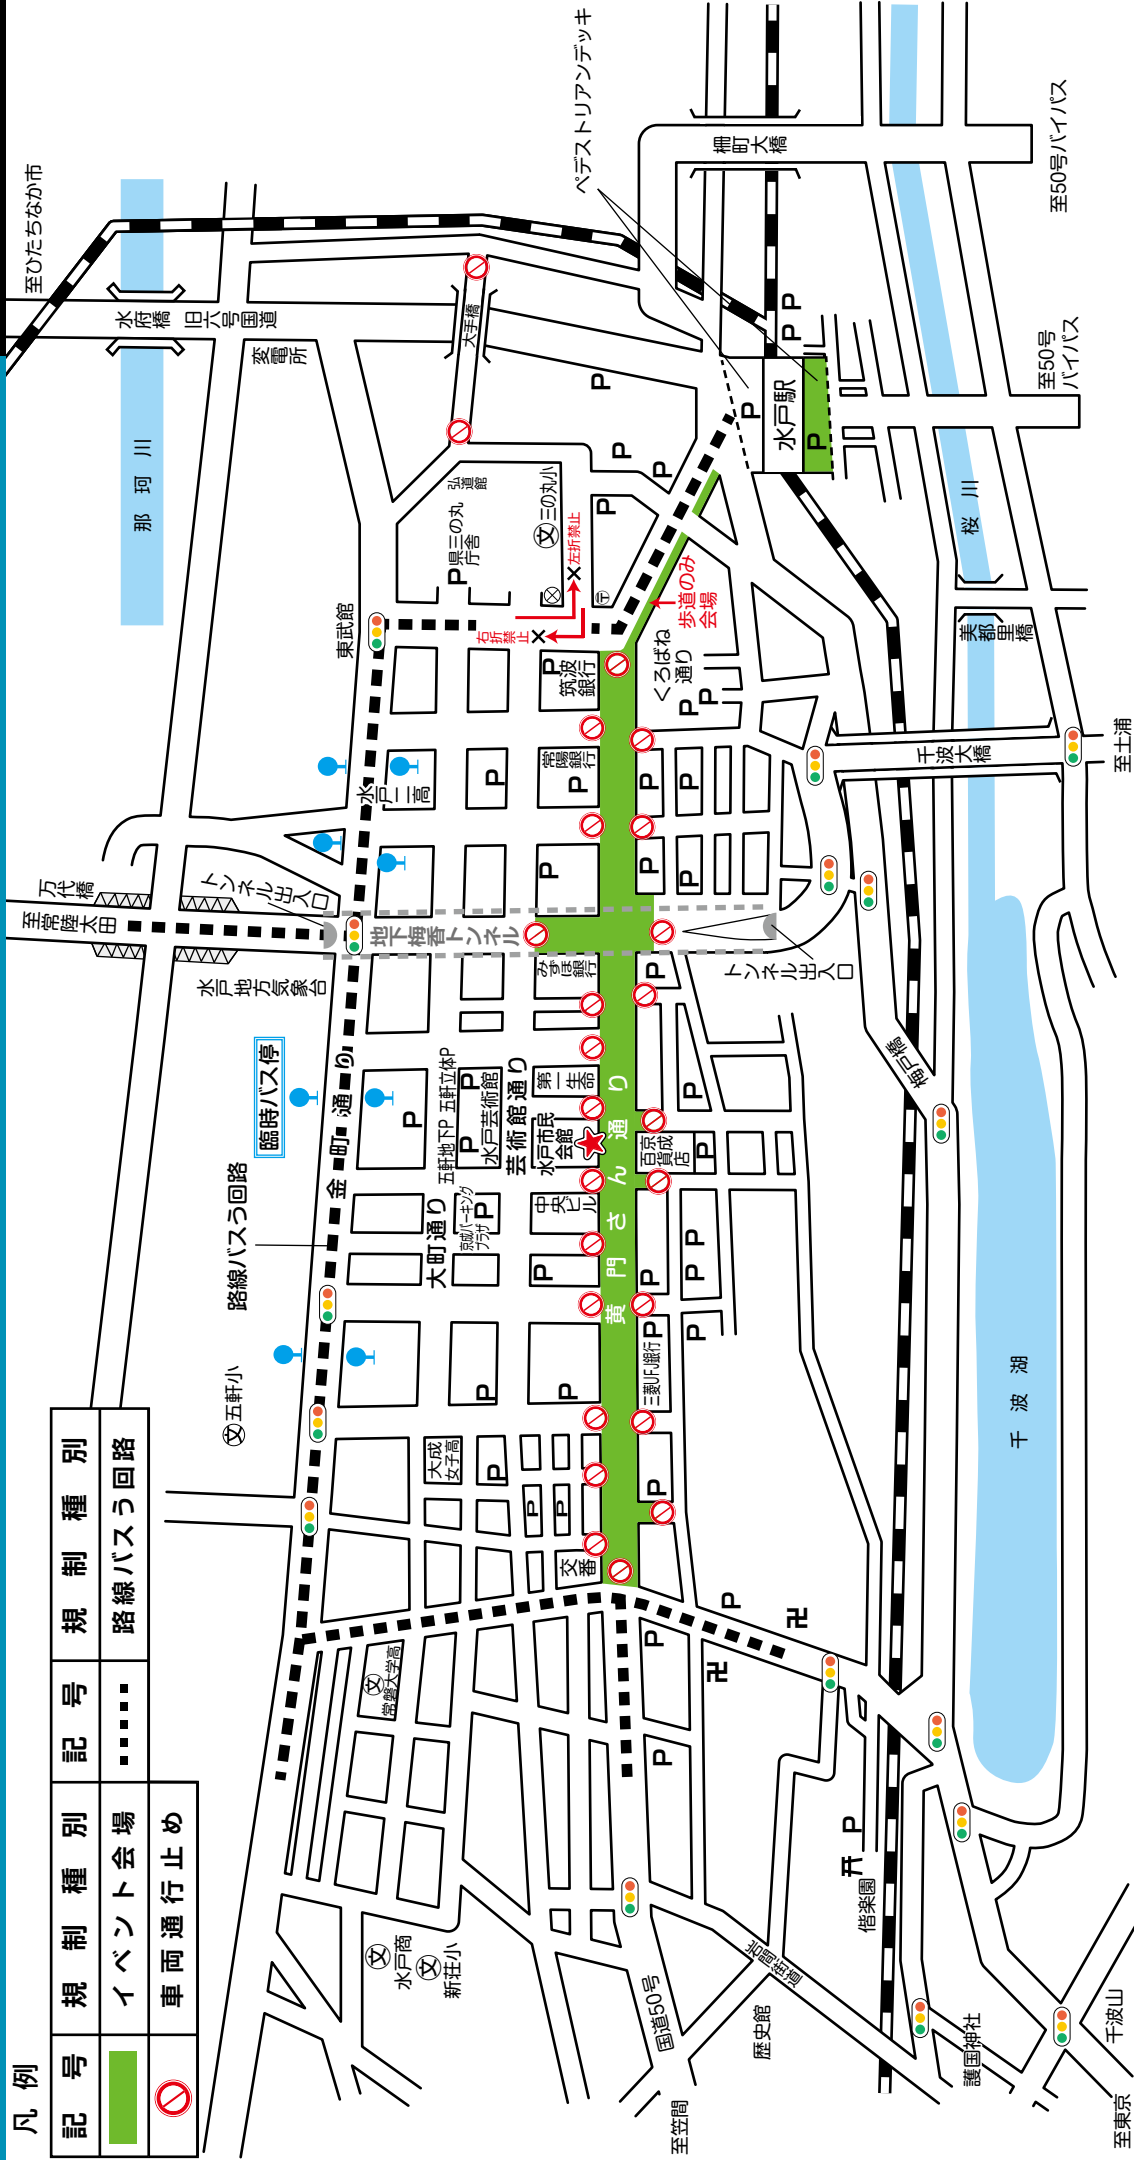 凡例
記号
規制種別
記号
規制種別
イベント会場
路線バスう回路
車両通行止め
至ひたちなか市
水府橋
旧六号国道
那珂川
変電所
大手橋
ペデストリアンデッキ
柵町大橋
至50号バイパス
至50号
バイパス
水戸駅
P
P
P
P
桜川
美都里橋
弘道館
P県三の丸
庁舎
文三の丸小
左折禁止
右折禁止
〒
P
P
P
P
歩道のみ
会場
東武館
P
筑波
銀行
くろばね
通り
P
P
常陽銀行
P
水戸二高
P
P
P
P
P
P
千波大橋
至土浦
万代橋
至常陸太田
トンネル出入口
地下梅香トンネル
トンネル出入口
水戸地方気象台
みずほ銀行
P
臨時バス停
金町通り
路線バスう回路
P
五軒地下P
五軒立体P
P
P
水戸芸術館
芸術館通り
第一生命
水戸市民
会館
京成
百貨店
P
P
梅戸橋
大町通り
京成パーキング
プラザ
P
中央ビル
P
黄門さん通り
P
P
P
P
P
三菱UFJ銀行
文五軒小
P
P
大成
女子高
P
P
P
P
交番
P
卍
卍
文
常磐大学高
P
P
千波湖
P
偕楽園
文
水戸商
文
新荘小
国道50号
岩間街道
歴史館
護国神社
千波山
至笠間
至東京